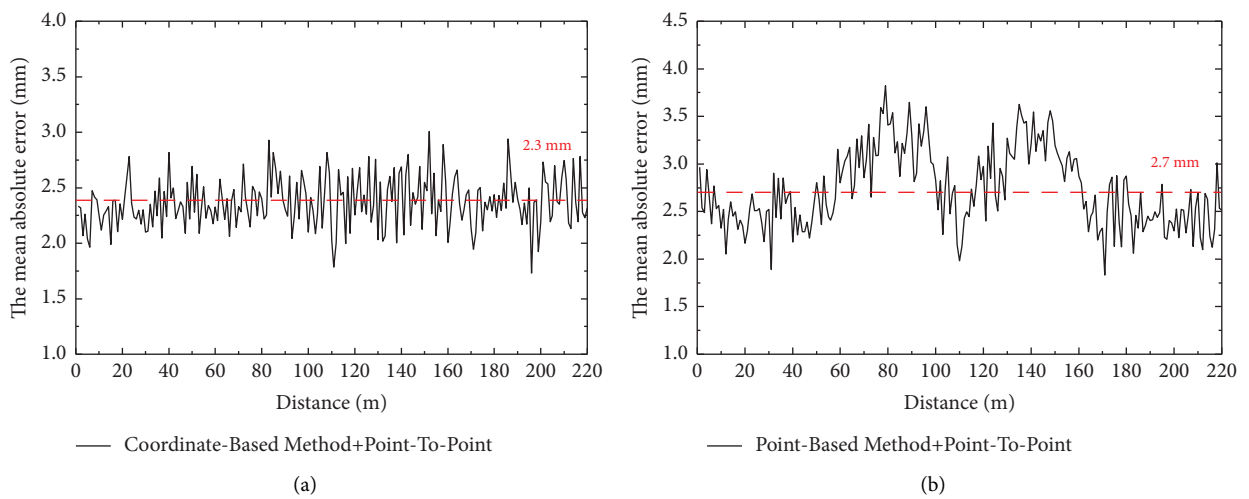 The mean absolute error (mm)
4.0
3.5
3.0
2.5
2.0
1.5
1.0
2.3 mm
0 20 40 60 80 100 120 140 160 180 200 220
Distance (m)
Coordinate-Based Method+Point-To-Point
(a)
The mean absolute error (mm)
4.5
4.0
3.5
3.0
2.5
2.0
1.5
1.0
2.7 mm
0 20 40 60 80 100 120 140 160 180 200 220
Distance (m)
Point-Based Method+Point-To-Point
(b)